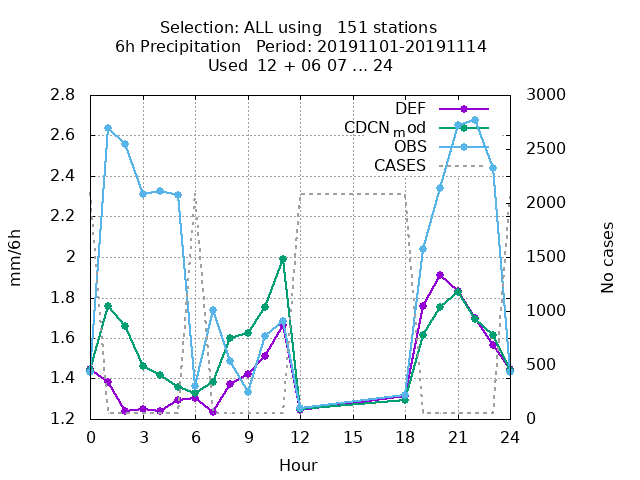 Selection: ALL using   151 stations
6h Precipitation   Period: 20191101-20191114
Used  12 + 06 07 ... 24
DEF
CDCN_mod
OBS
CASES
mm/6h
2.8
2.6
2.4
2.2
2
1.8
1.6
1.4
1.2
3000
2500
2000
1500
1000
500
0
No cases
0 3 6 9 12 15 18 21 24
Hour